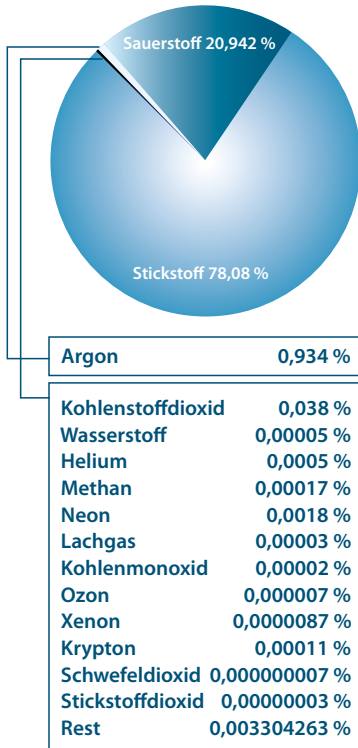 Sauerstoff 20,942 %
Stickstoff 78,08 %
Argon 0,934 %
Kohlenstoffdioxid 0,038 %
Wasserstoff 0,00005 %
Helium 0,0005 %
Methan 0,00017 %
Neon 0,0018 %
Lachgas 0,00003 %
Kohlenmonoxid 0,00002 %
Ozon 0,000007 %
Xenon 0,0000087 %
Krypton 0,00011 %
Schwefeldioxid 0,000000007 %
Stickstoffdioxid 0,00000003 %
Rest 0,003304263 %